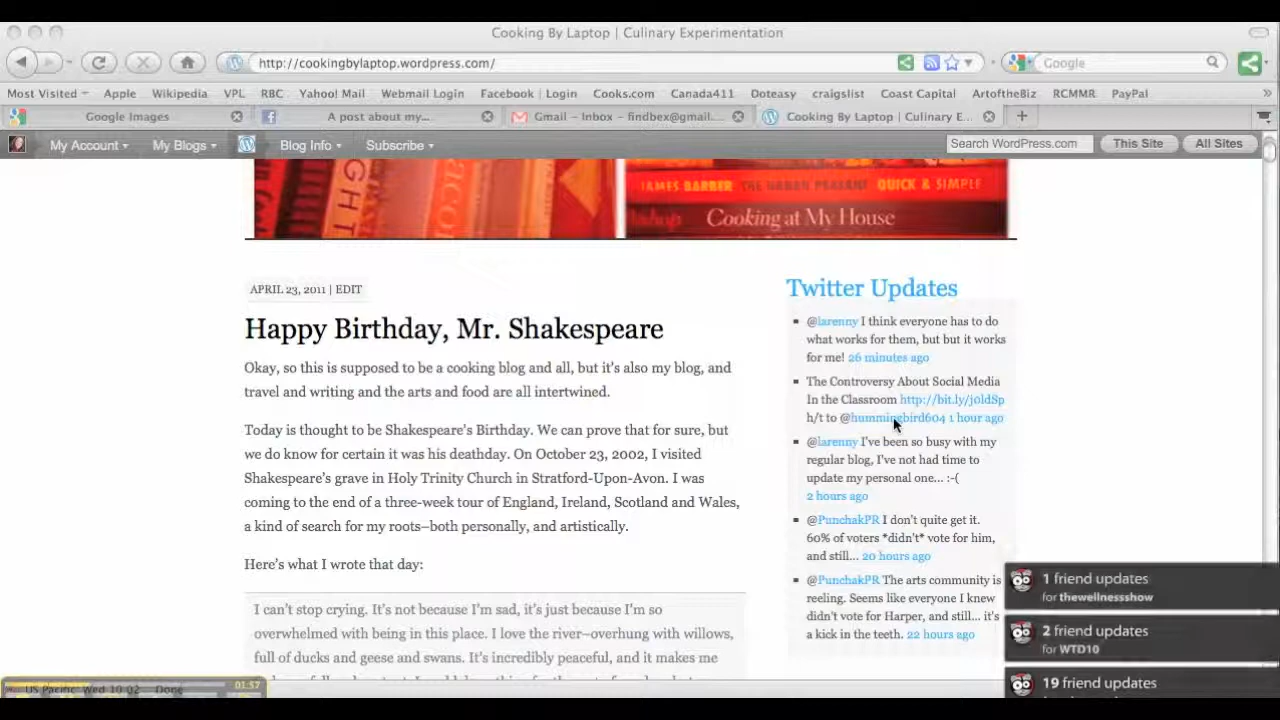 Cooking By Laptop | Culinary Experimentation
http://cookingbylaptop.wordpress.com/
Google
Most Visited Apple Wikipedia VPL RBC Yahoo! Mail Webmail Login Facebook | Login Cooks.com Canada411 Doteasy craigslist Coast Capital ArtoftheBiz RCMMR PayPal »
Google Images
A post about my...
Gmail – Inbox – findbex@gmail....
Cooking By Laptop | Culinary E...
My Account My Blogs Blog Info Subscribe
Search WordPress.com This Site All Sites
JAMES BARBER THE URBAN PEASANT QUICK & SIMPLE
Cooking at My House
APRIL 23, 2011 | EDIT
Happy Birthday, Mr. Shakespeare
Okay, so this is supposed to be a cooking blog and all, but it's also my blog, and
travel and writing and the arts and food are all intertwined.
Today is thought to be Shakespeare's Birthday. We can prove that for sure, but
we do know for certain it was his deathday. On October 23, 2002, I visited
Shakespeare's grave in Holy Trinity Church in Stratford-Upon-Avon. I was
coming to the end of a three-week tour of England, Ireland, Scotland and Wales,
a kind of search for my roots–both personally, and artistically.
Here's what I wrote that day:
I can't stop crying. It's not because I'm sad, it's just because I'm so
overwhelmed with being in this place. I love the river–overhung with willows,
full of ducks and geese and swans. It's incredibly peaceful, and it makes me
Twitter Updates
@larenny I think everyone has to do
what works for them, but but it works
for me! 26 minutes ago
The Controversy About Social Media
In the Classroom http://bit.ly/j0ldSp
h/t to @hummingbird604 1 hour ago
@larenny I've been so busy with my
regular blog, I've not had time to
update my personal one... :-(
2 hours ago
@PunchakPR I don't quite get it.
60% of voters *didn't* vote for him,
and still... 20 hours ago
@PunchakPR The arts community is
reeling. Seems like everyone I knew
didn't vote for Harper, and still... it's
a kick in the teeth. 22 hours ago
1 friend updates
for thewellnessshow
2 friend updates
for WTD10
19 friend updates
US Pacific: Wed 10:02 Done 01:57